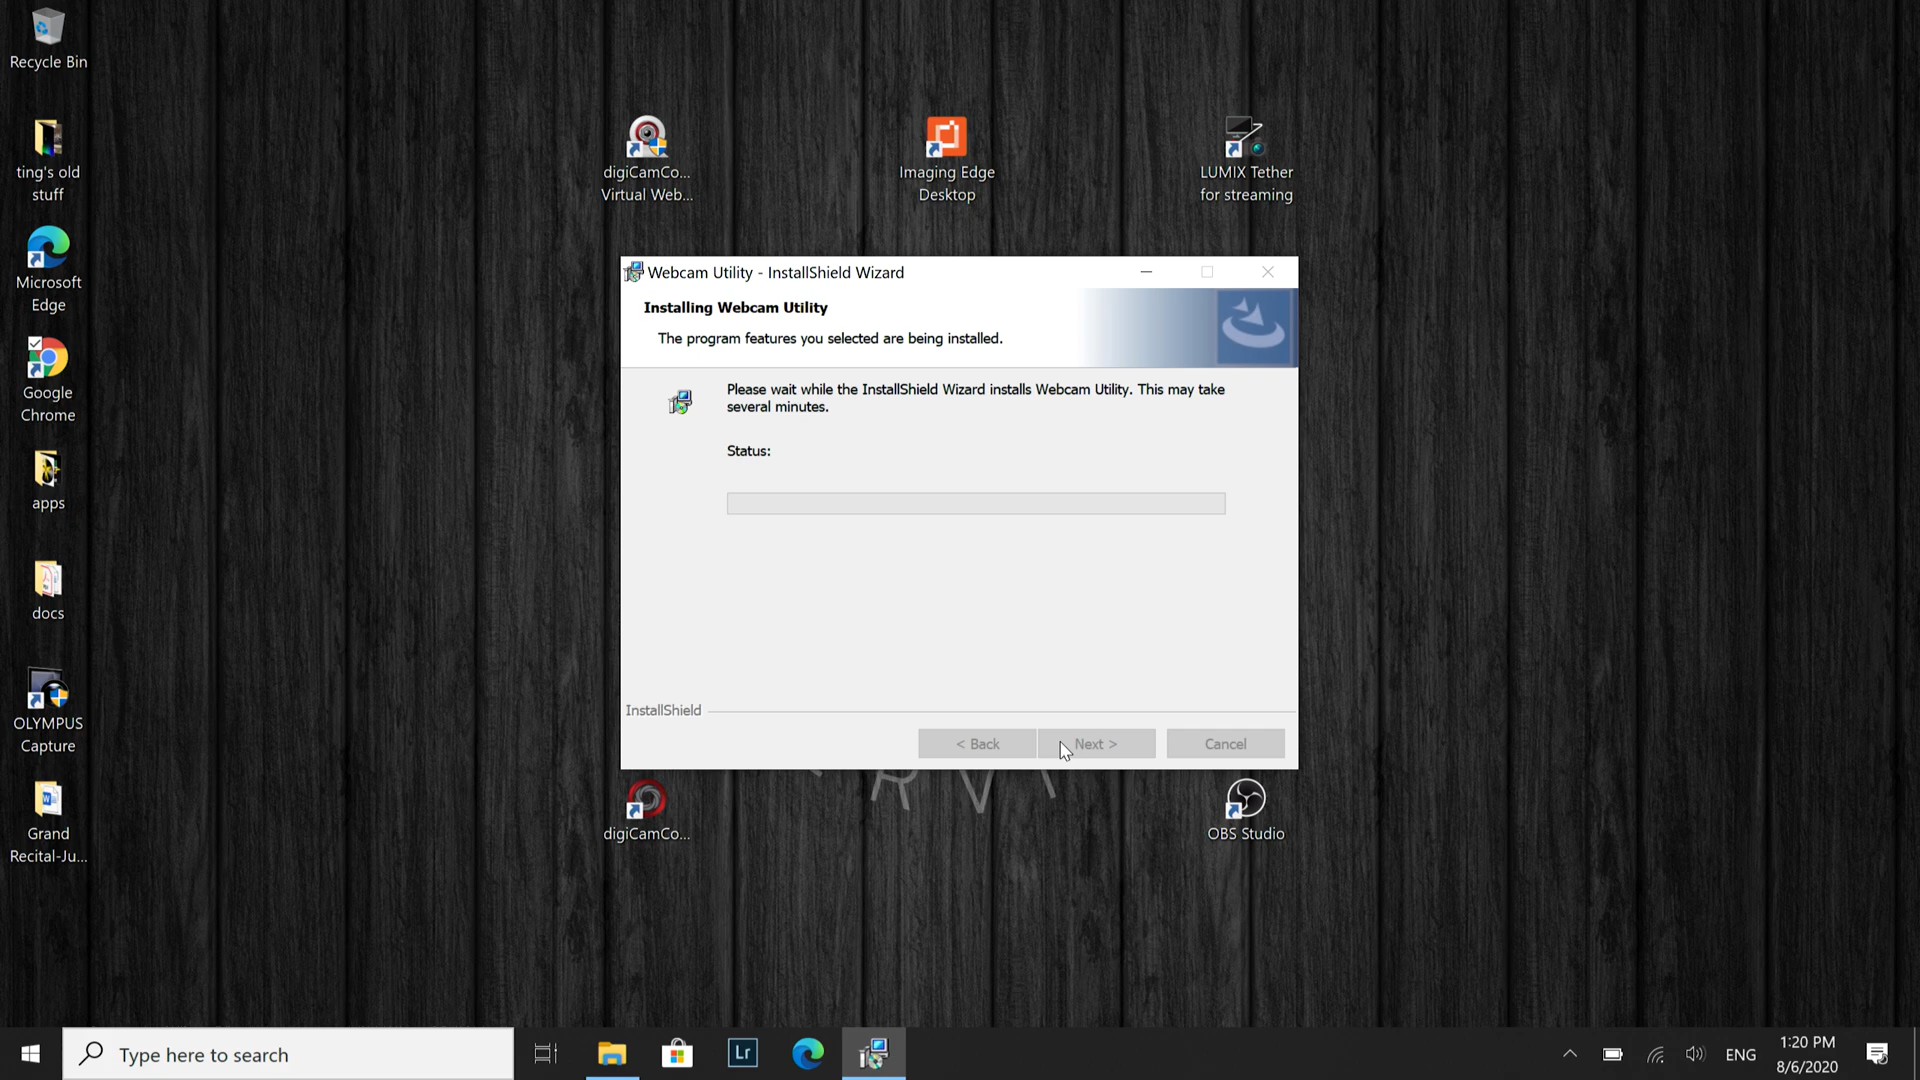 Recycle Bin
ting's old
stuff
Microsoft
Edge
Google
Chrome
apps
docs
OLYMPUS
Capture
Grand
Recital-Ju...
digiCamCo...
Virtual Web...
Imaging Edge
Desktop
LUMIX Tether
for streaming
Webcam Utility - InstallShield Wizard
Installing Webcam Utility
The program features you selected are being installed.
Please wait while the InstallShield Wizard installs Webcam Utility. This may take
several minutes.
Status:
InstallShield
< Back
Next >
Cancel
digiCamCo...
OBS Studio
Type here to search
Lr
ENG
1:20 PM
8/6/2020